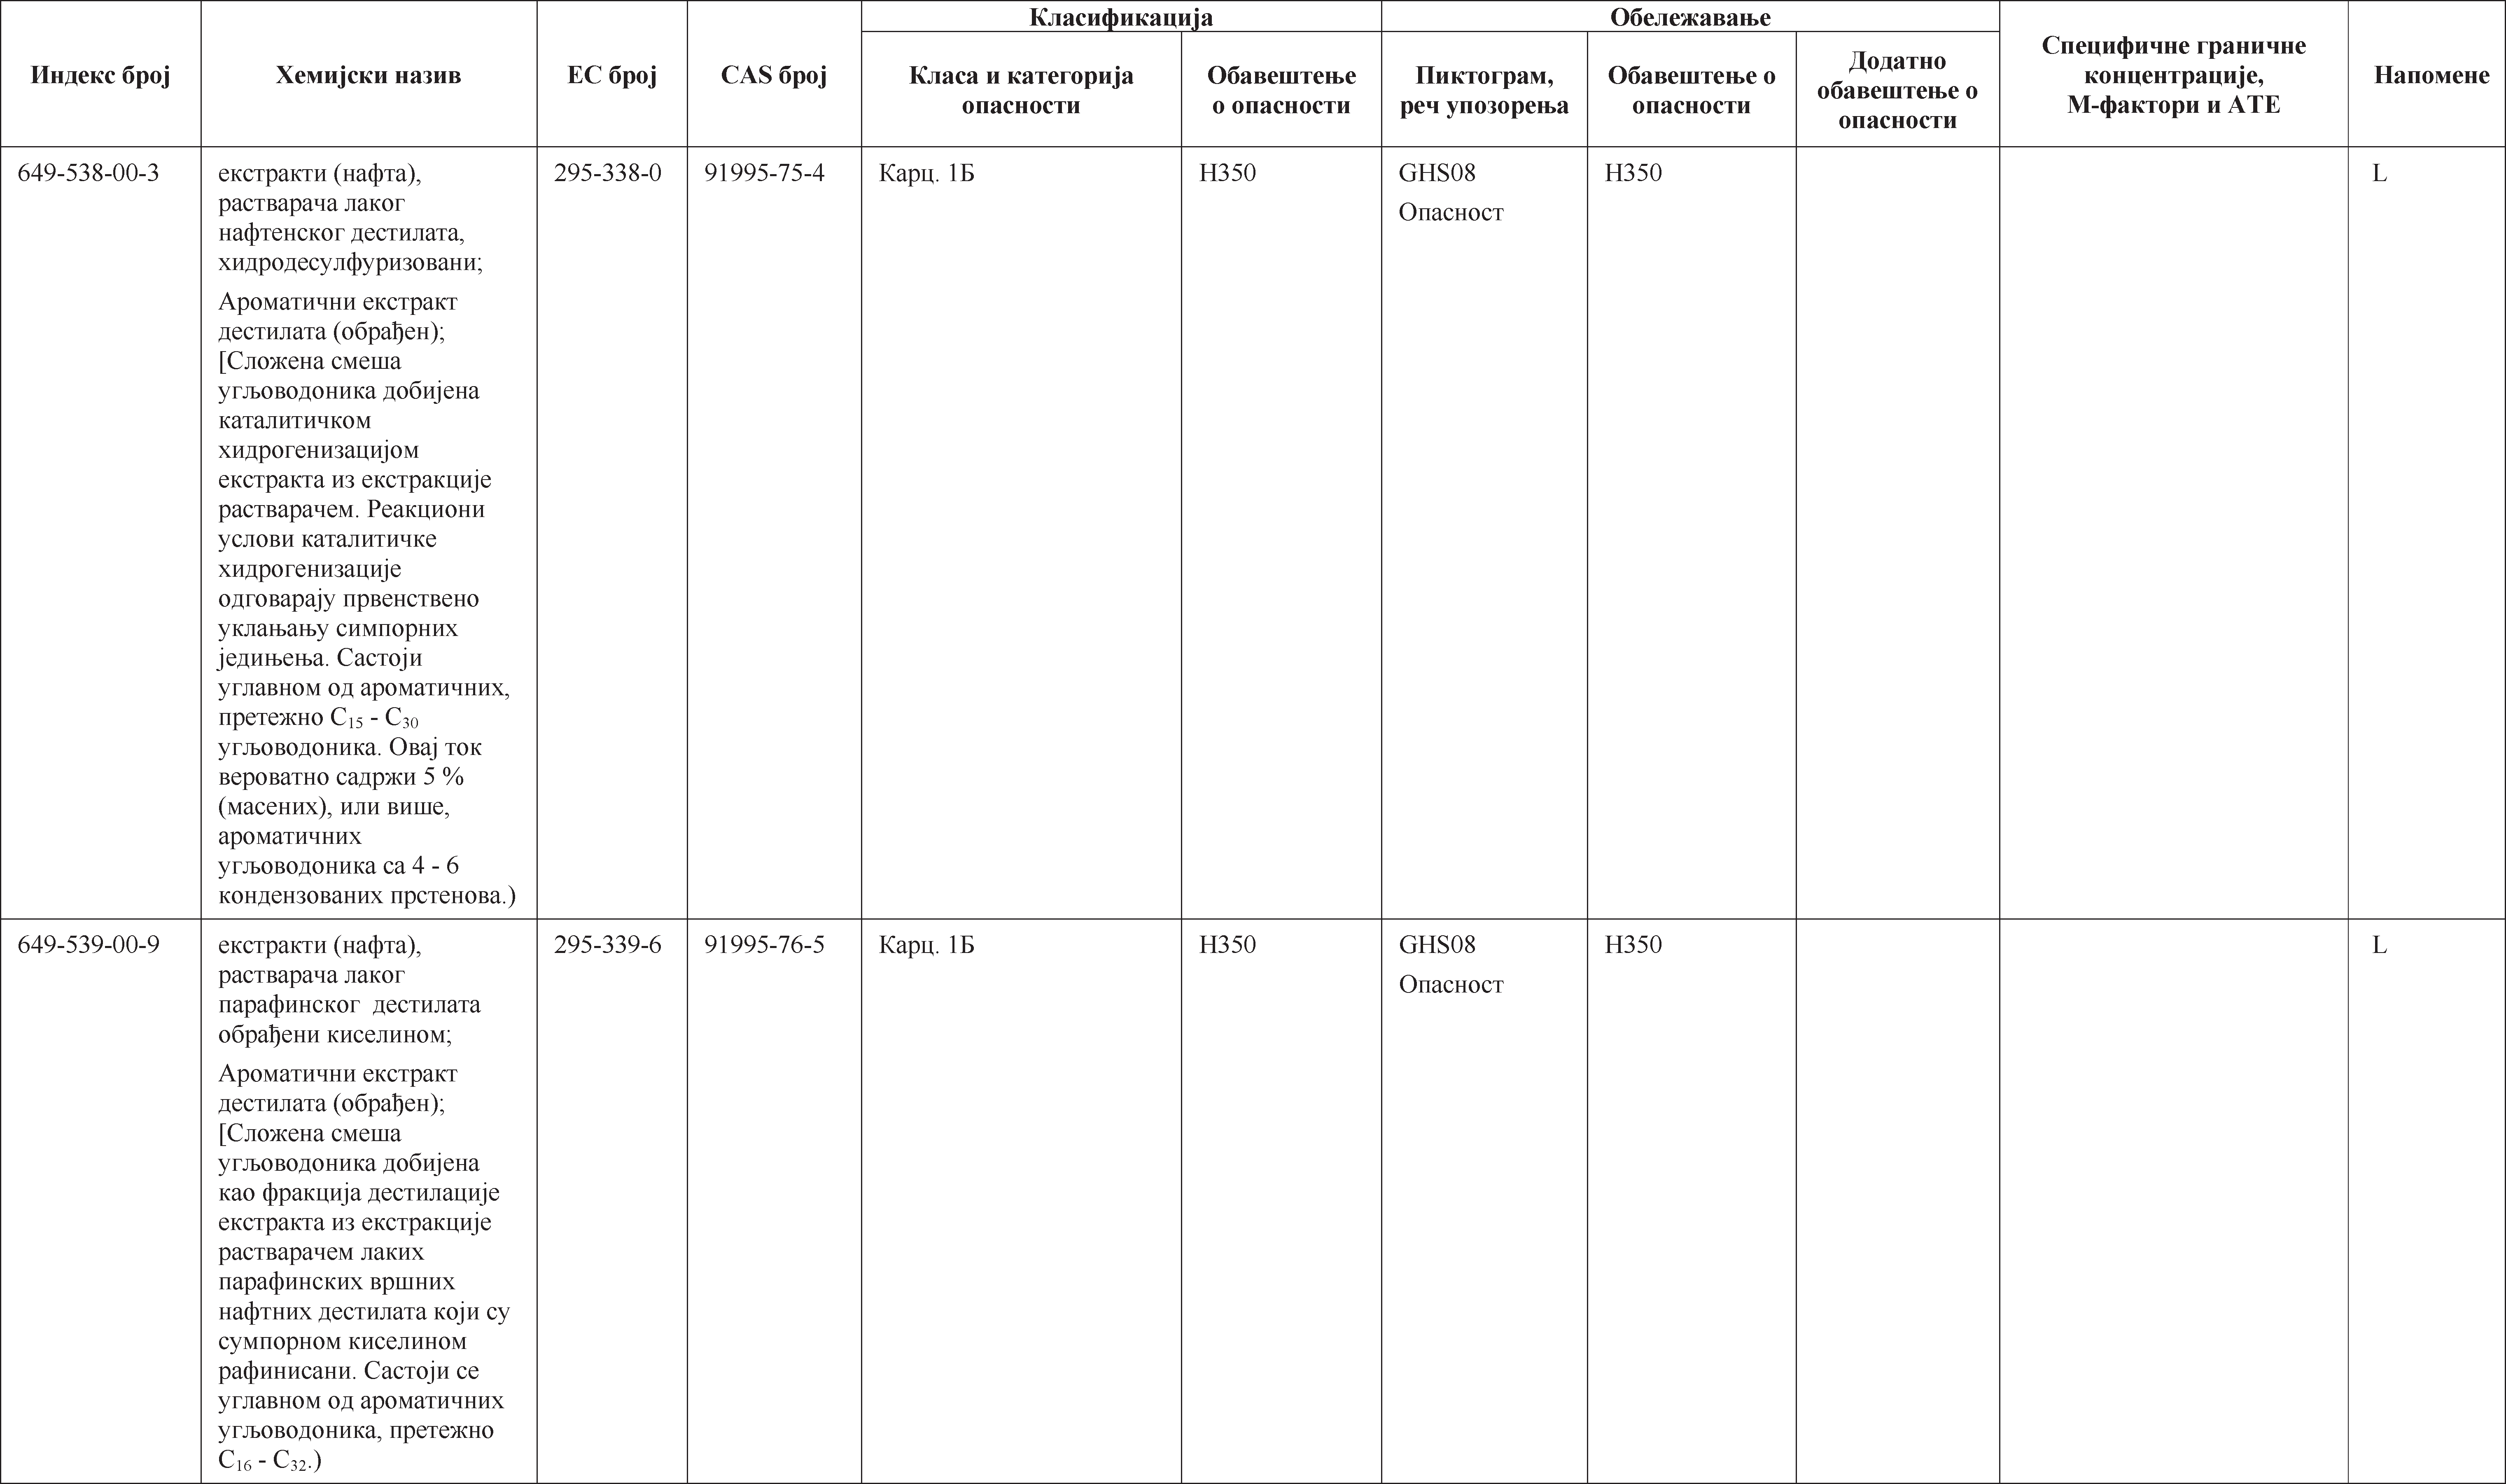 Индекс број
Хемијски назив
ЕС број
CAS број
Класификација
Класа и категорија
опасности
Обавештење
о опасности
Обележавање
Пиктограм,
реч упозорења
Обавештење о
опасности
Додатно
обавештење о
опасности
Специфичне граничне
концентрације,
М-фактори и АТЕ
Напомене
649-538-00-3
екстракти (нафта),
растварача лаког
нафтенског дестилата,
хидродесулфуризовани;
Ароматични екстракт
дестилата (обрађен);
[Сложена смеша
угљоводоника добијена
каталитичком
хидрогенизацијом
екстракта из екстракције
растварачем. Реакциони
услови каталитичке
хидрогенизације
одговарају првенствено
уклањању симпорних
једињења. Састоји
углавном од ароматичних,
претежно C₁₅ - C₃₀
угљоводоника. Овај ток
вероватно садржи 5 %
(масених), или више,
ароматичних
угљоводоника са 4 - 6
кондензованих прстенова.)
295-338-0
91995-75-4
Карц. 1Б
H350
GHS08
Опасност
H350
L
649-539-00-9
екстракти (нафта),
растварача лаког
парафинског дестилата
обрађени киселином;
Ароматични екстракт
дестилата (обрађен);
[Сложена смеша
угљоводоника добијена
као фракција дестилације
екстракта из екстракције
растварачем лаких
парафинских вршних
нафтних дестилата који су
сумпорном киселином
рафинисани. Састоји се
углавном од ароматичних
угљоводоника, претежно
C₁₆ - C₃₂.)
295-339-6
91995-76-5
Карц. 1Б
H350
GHS08
Опасност
H350
L